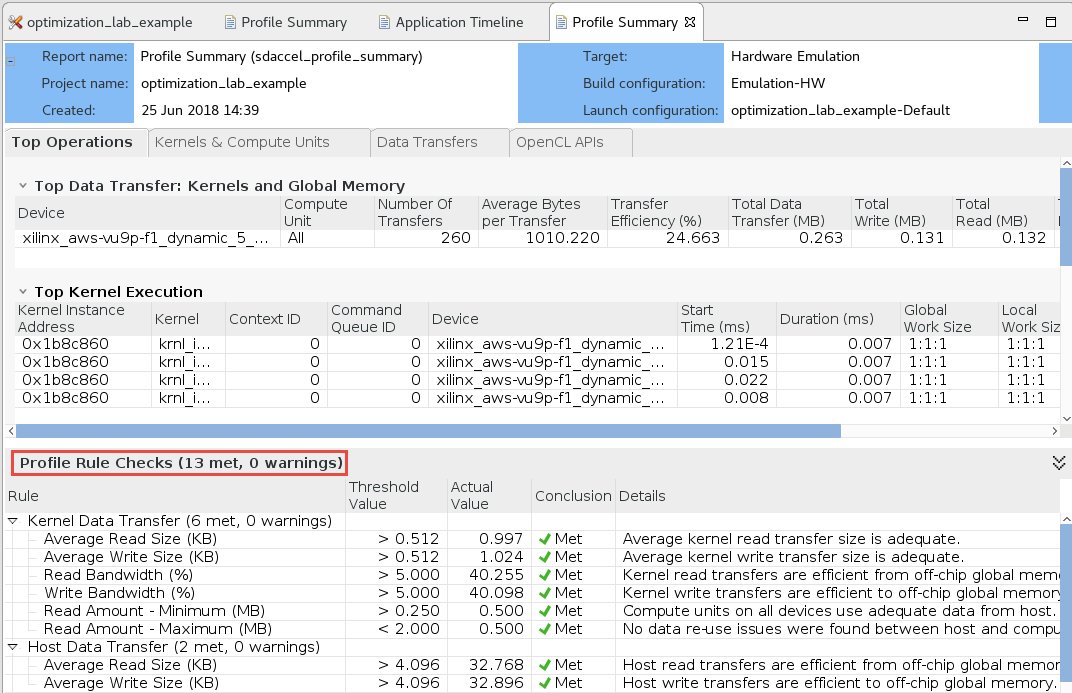 optimization_lab_example Profile Summary Application Timeline Profile Summary
Report name: Profile Summary (sdaccel_profile_summary) Target: Hardware Emulation
Project name: optimization_lab_example Build configuration: Emulation-HW
Created: 25 Jun 2018 14:39 Launch configuration: optimization_lab_example-Default
Top Operations Kernels & Compute Units Data Transfers OpenCL APIs
Top Data Transfer: Kernels and Global Memory
Device Compute Unit Number Of Transfers Average Bytes per Transfer Transfer Efficiency (%) Total Data Transfer (MB) Total Write (MB) Total Read (MB)
xilinx_aws-vu9p-f1_dynamic_5_... All 260 1010.220 24.663 0.263 0.131 0.132
Top Kernel Execution
Kernel Instance Address Kernel Context ID Command Queue ID Device Start Time (ms) Duration (ms) Global Work Size Local Work Siz
0x1b8c860 krnl_i... 0 0 xilinx_aws-vu9p-f1_dynamic_... 1.21E-4 0.007 1:1:1 1:1:1
0x1b8c860 krnl_i... 0 0 xilinx_aws-vu9p-f1_dynamic_... 0.015 0.007 1:1:1 1:1:1
0x1b8c860 krnl_i... 0 0 xilinx_aws-vu9p-f1_dynamic_... 0.022 0.007 1:1:1 1:1:1
0x1b8c860 krnl_i... 0 0 xilinx_aws-vu9p-f1_dynamic_... 0.008 0.007 1:1:1 1:1:1
Profile Rule Checks (13 met, 0 warnings)
Rule Threshold Value Actual Value Conclusion Details
Kernel Data Transfer (6 met, 0 warnings)
Average Read Size (KB) > 0.512 0.997 Met Average kernel read transfer size is adequate.
Average Write Size (KB) > 0.512 1.024 Met Average kernel write transfer size is adequate.
Read Bandwidth (%) > 5.000 40.255 Met Kernel read transfers are efficient from off-chip global mem
Write Bandwidth (%) > 5.000 40.098 Met Kernel write transfers are efficient to off-chip global memory
Read Amount - Minimum (MB) > 0.250 0.500 Met Compute units on all devices use adequate data from host.
Read Amount - Maximum (MB) < 2.000 0.500 Met No data re-use issues were found between host and compu
Host Data Transfer (2 met, 0 warnings)
Average Read Size (KB) > 4.096 32.768 Met Host read transfers are efficient from off-chip global memor
Average Write Size (KB) > 4.096 32.896 Met Host write transfers are efficient to off-chip global memory.